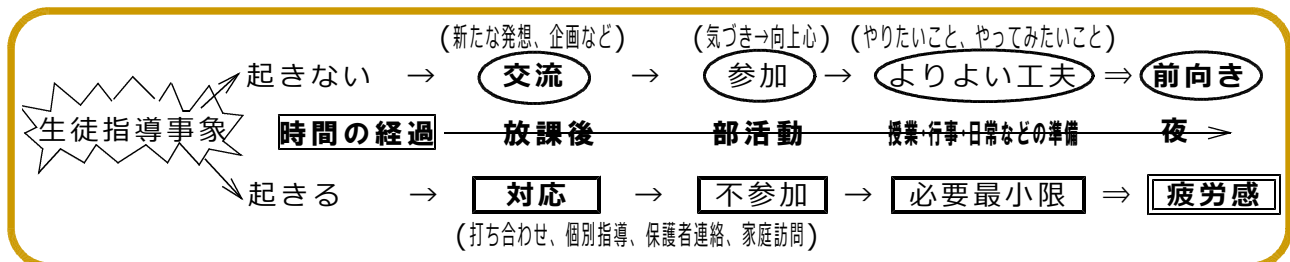 (新たな発想、企画など) (気づき→向上心) (やりたいこと、やってみたいこと)
起きない → 交流 → 参加 → よりよい工夫 ⇒ 前向き
生徒指導事象
時間の経過 放課後 部活動 授業・行事・日常などの準備 夜
起きる → 対応 → 不参加 → 必要最小限 ⇒ 疲労感
(打ち合わせ、個別指導、保護者連絡、家庭訪問)